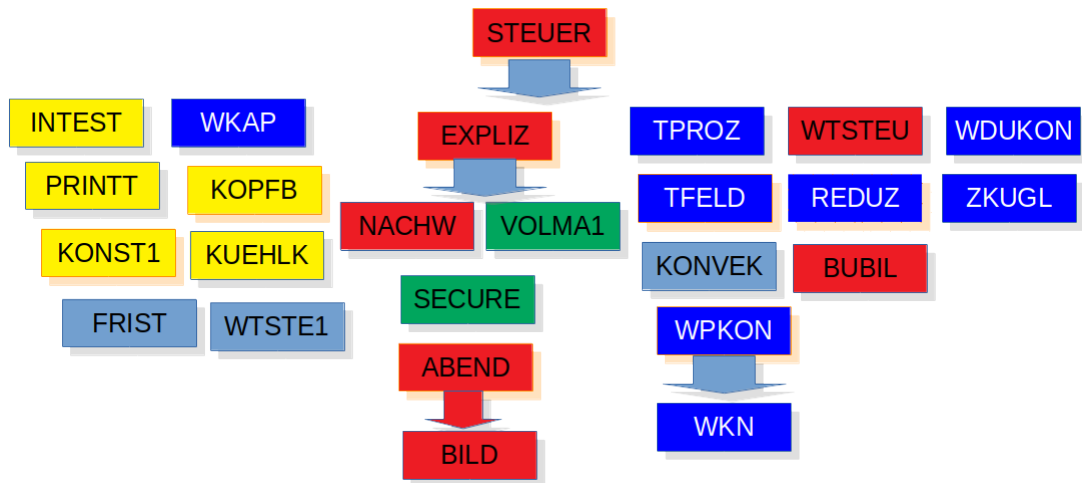 STEUER
INTEST
WKAP
EXPLIZ
TPROZ
WTSTEU
WDUKON
PRINTT
KOPFB
TFELD
REDUZ
ZKUGL
NACHW
VOLMA1
KONST1
KUEHLK
KONVEK
BUBIL
SECURE
FRIST
WTSTE1
WPKON
ABEND
WKN
BILD